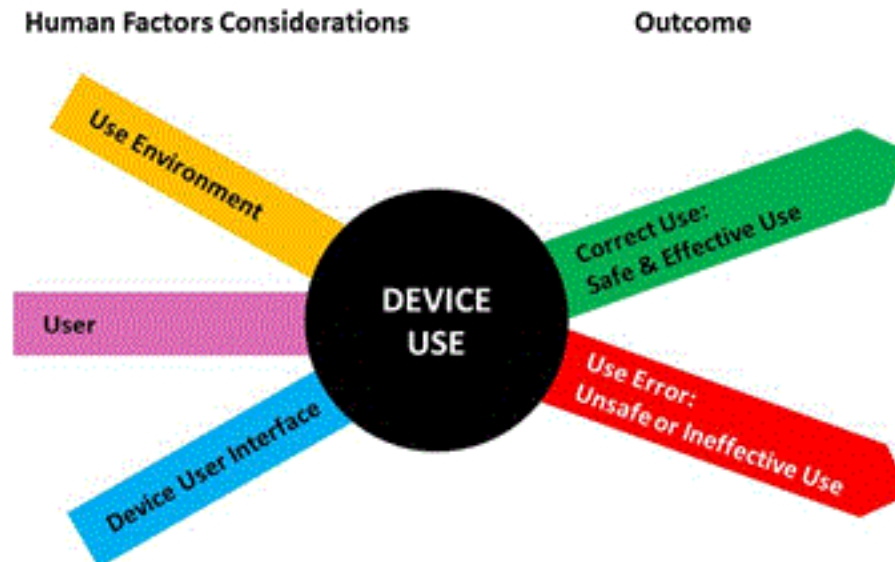 Human Factors Considerations
Outcome
Use Environment
User
Device User Interface
DEVICE
USE
Correct Use:
Safe & Effective Use
Use Error:
Unsafe or Ineffective Use